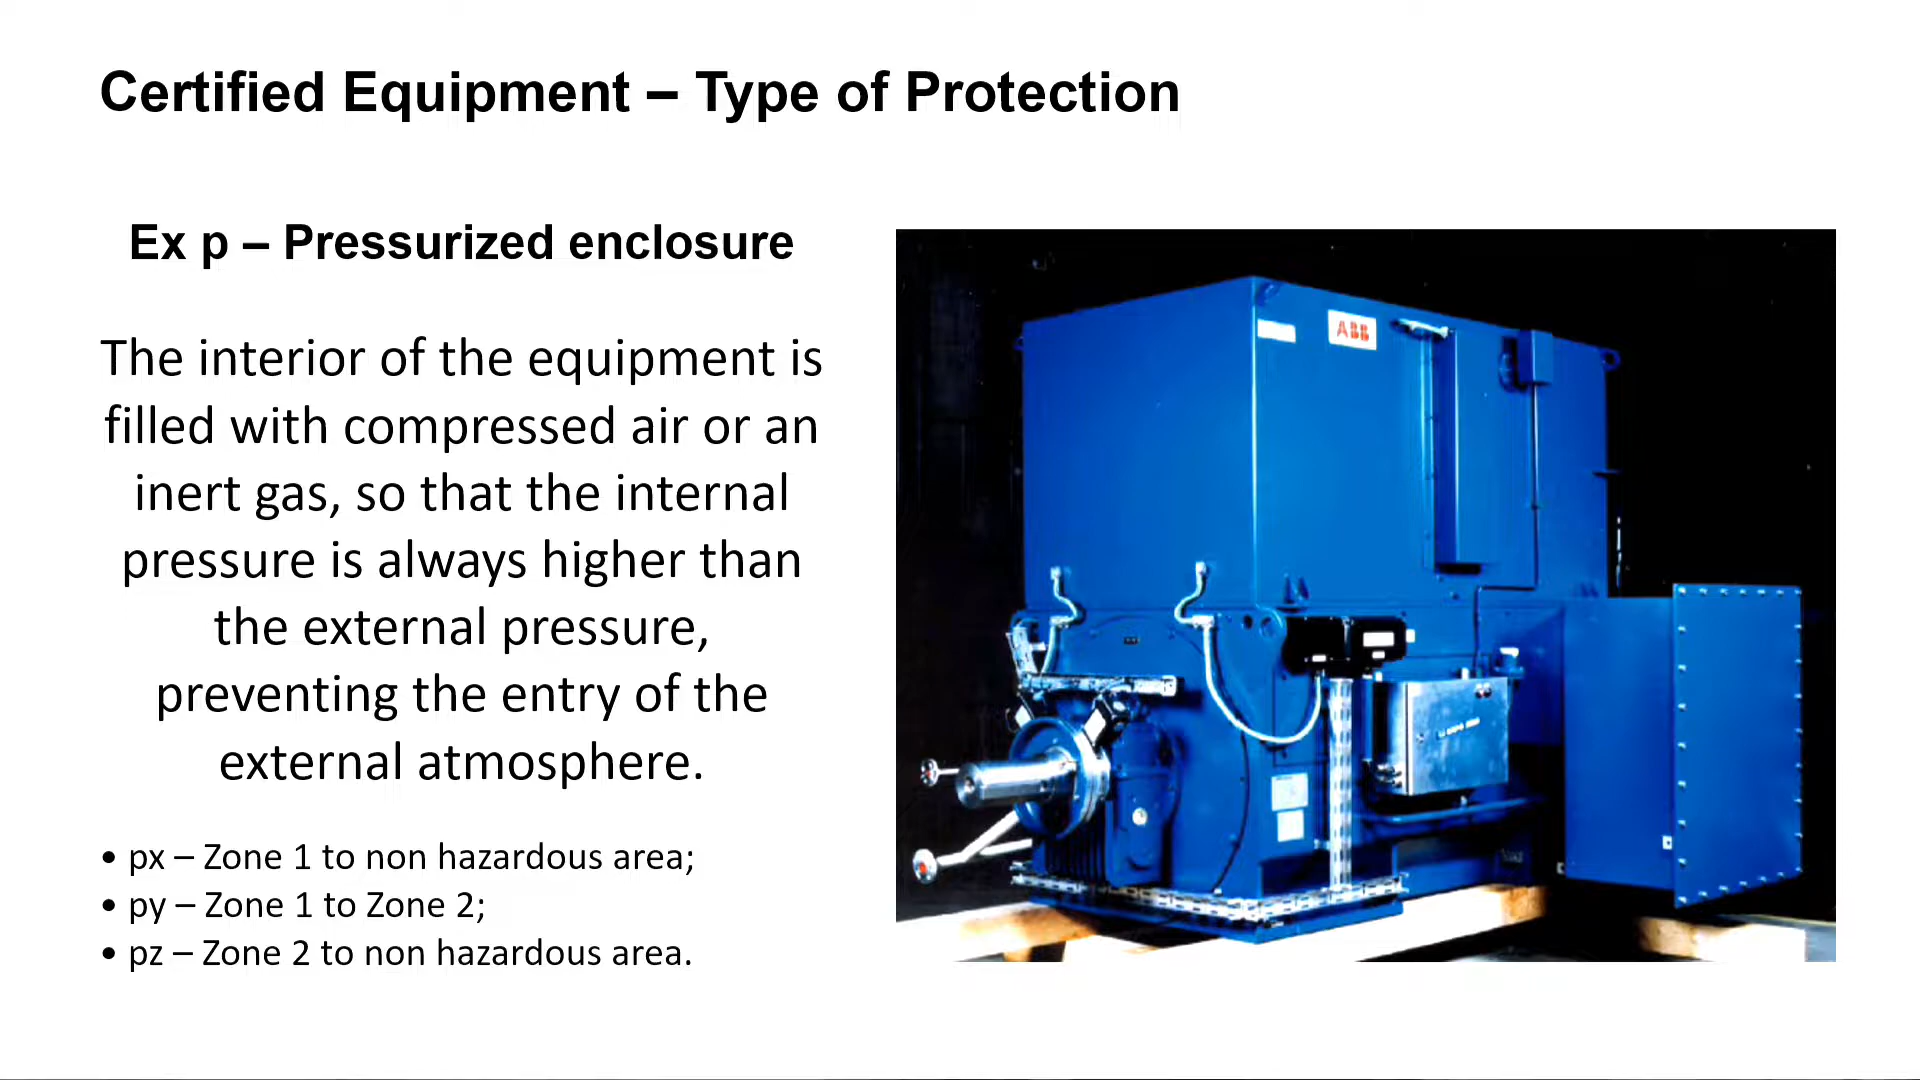 Certified Equipment – Type of Protection
Ex p – Pressurized enclosure
The interior of the equipment is
filled with compressed air or an
inert gas, so that the internal
pressure is always higher than
the external pressure,
preventing the entry of the
external atmosphere.
• px – Zone 1 to non hazardous area;
• py – Zone 1 to Zone 2;
• pz – Zone 2 to non hazardous area.
ABB